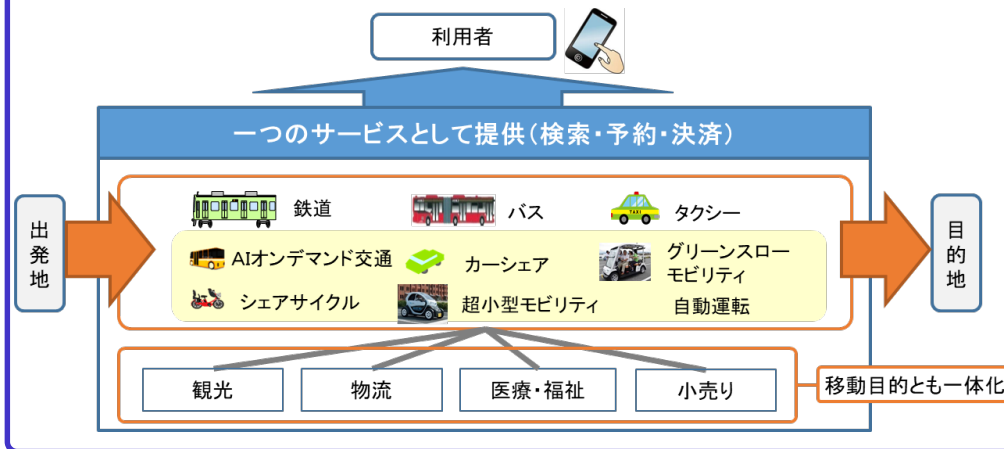 利用者
一つのサービスとして提供(検索・予約・決済)
出発地
鉄道
バス
TAXI
タクシー
目的地
AIオンデマンド交通
カーシェア
グリーンスロー
モビリティ
シェアサイクル
超小型モビリティ
自動運転
観光
物流
医療・福祉
小売り
移動目的とも一体化